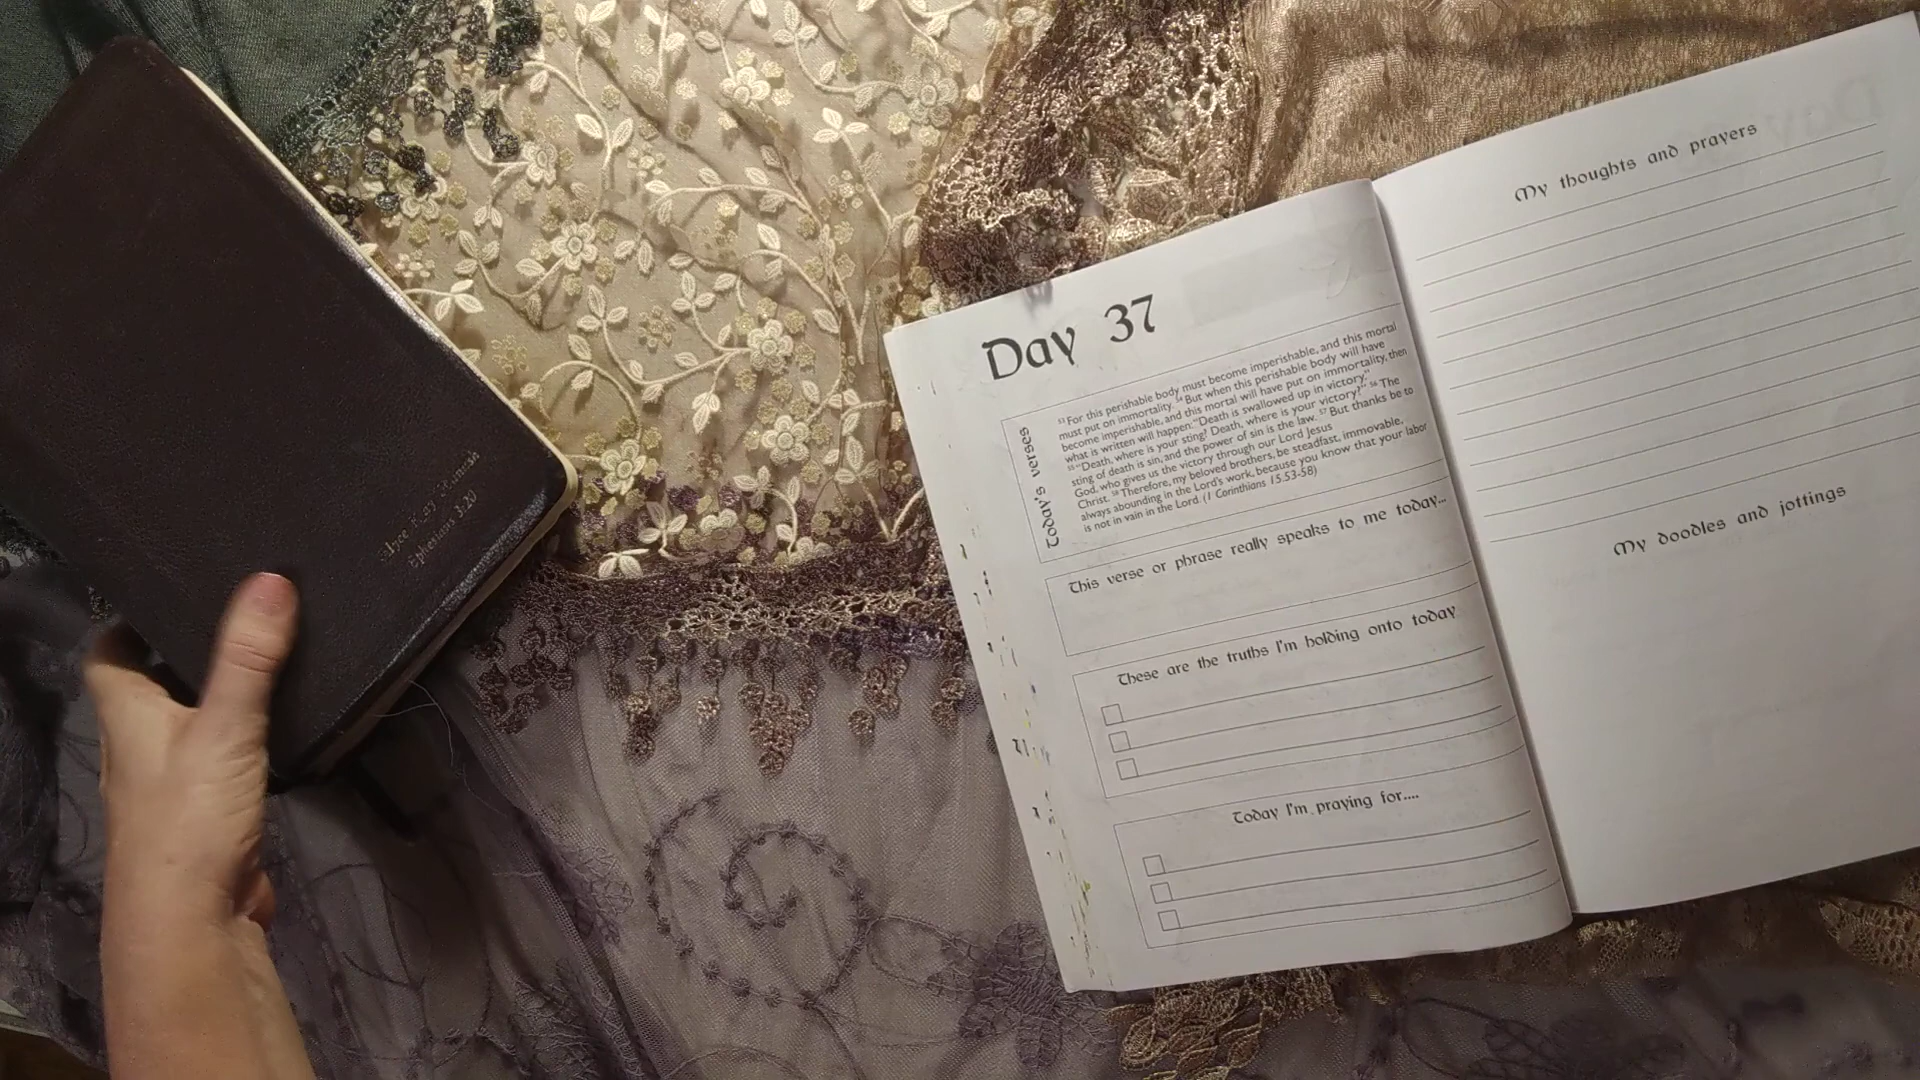 Ephesians 3:20
Day 37
Today's verses
53 For this perishable body must become imperishable, and this mortal
must put on immortality. 54 But when this perishable body will have
become imperishable, and this mortal will have put on immortality, then
what is written will happen: "Death is swallowed up in victory."
55 "Death, where is your sting? Death, where is your victory?" 56 The
sting of death is sin, and the power of sin is the law. 57 But thanks be to
God, who gives us the victory through our Lord Jesus
Christ. 58 Therefore, my beloved brothers, be steadfast, immovable,
always abounding in the Lord's work, because you know that your labor
is not in vain in the Lord. (1 Corinthians 15.53-58)
This verse or phrase really speaks to me today...
These are the truths I'm holding onto today
Today I'm praying for....
My thoughts and prayers
My doodles and jottings